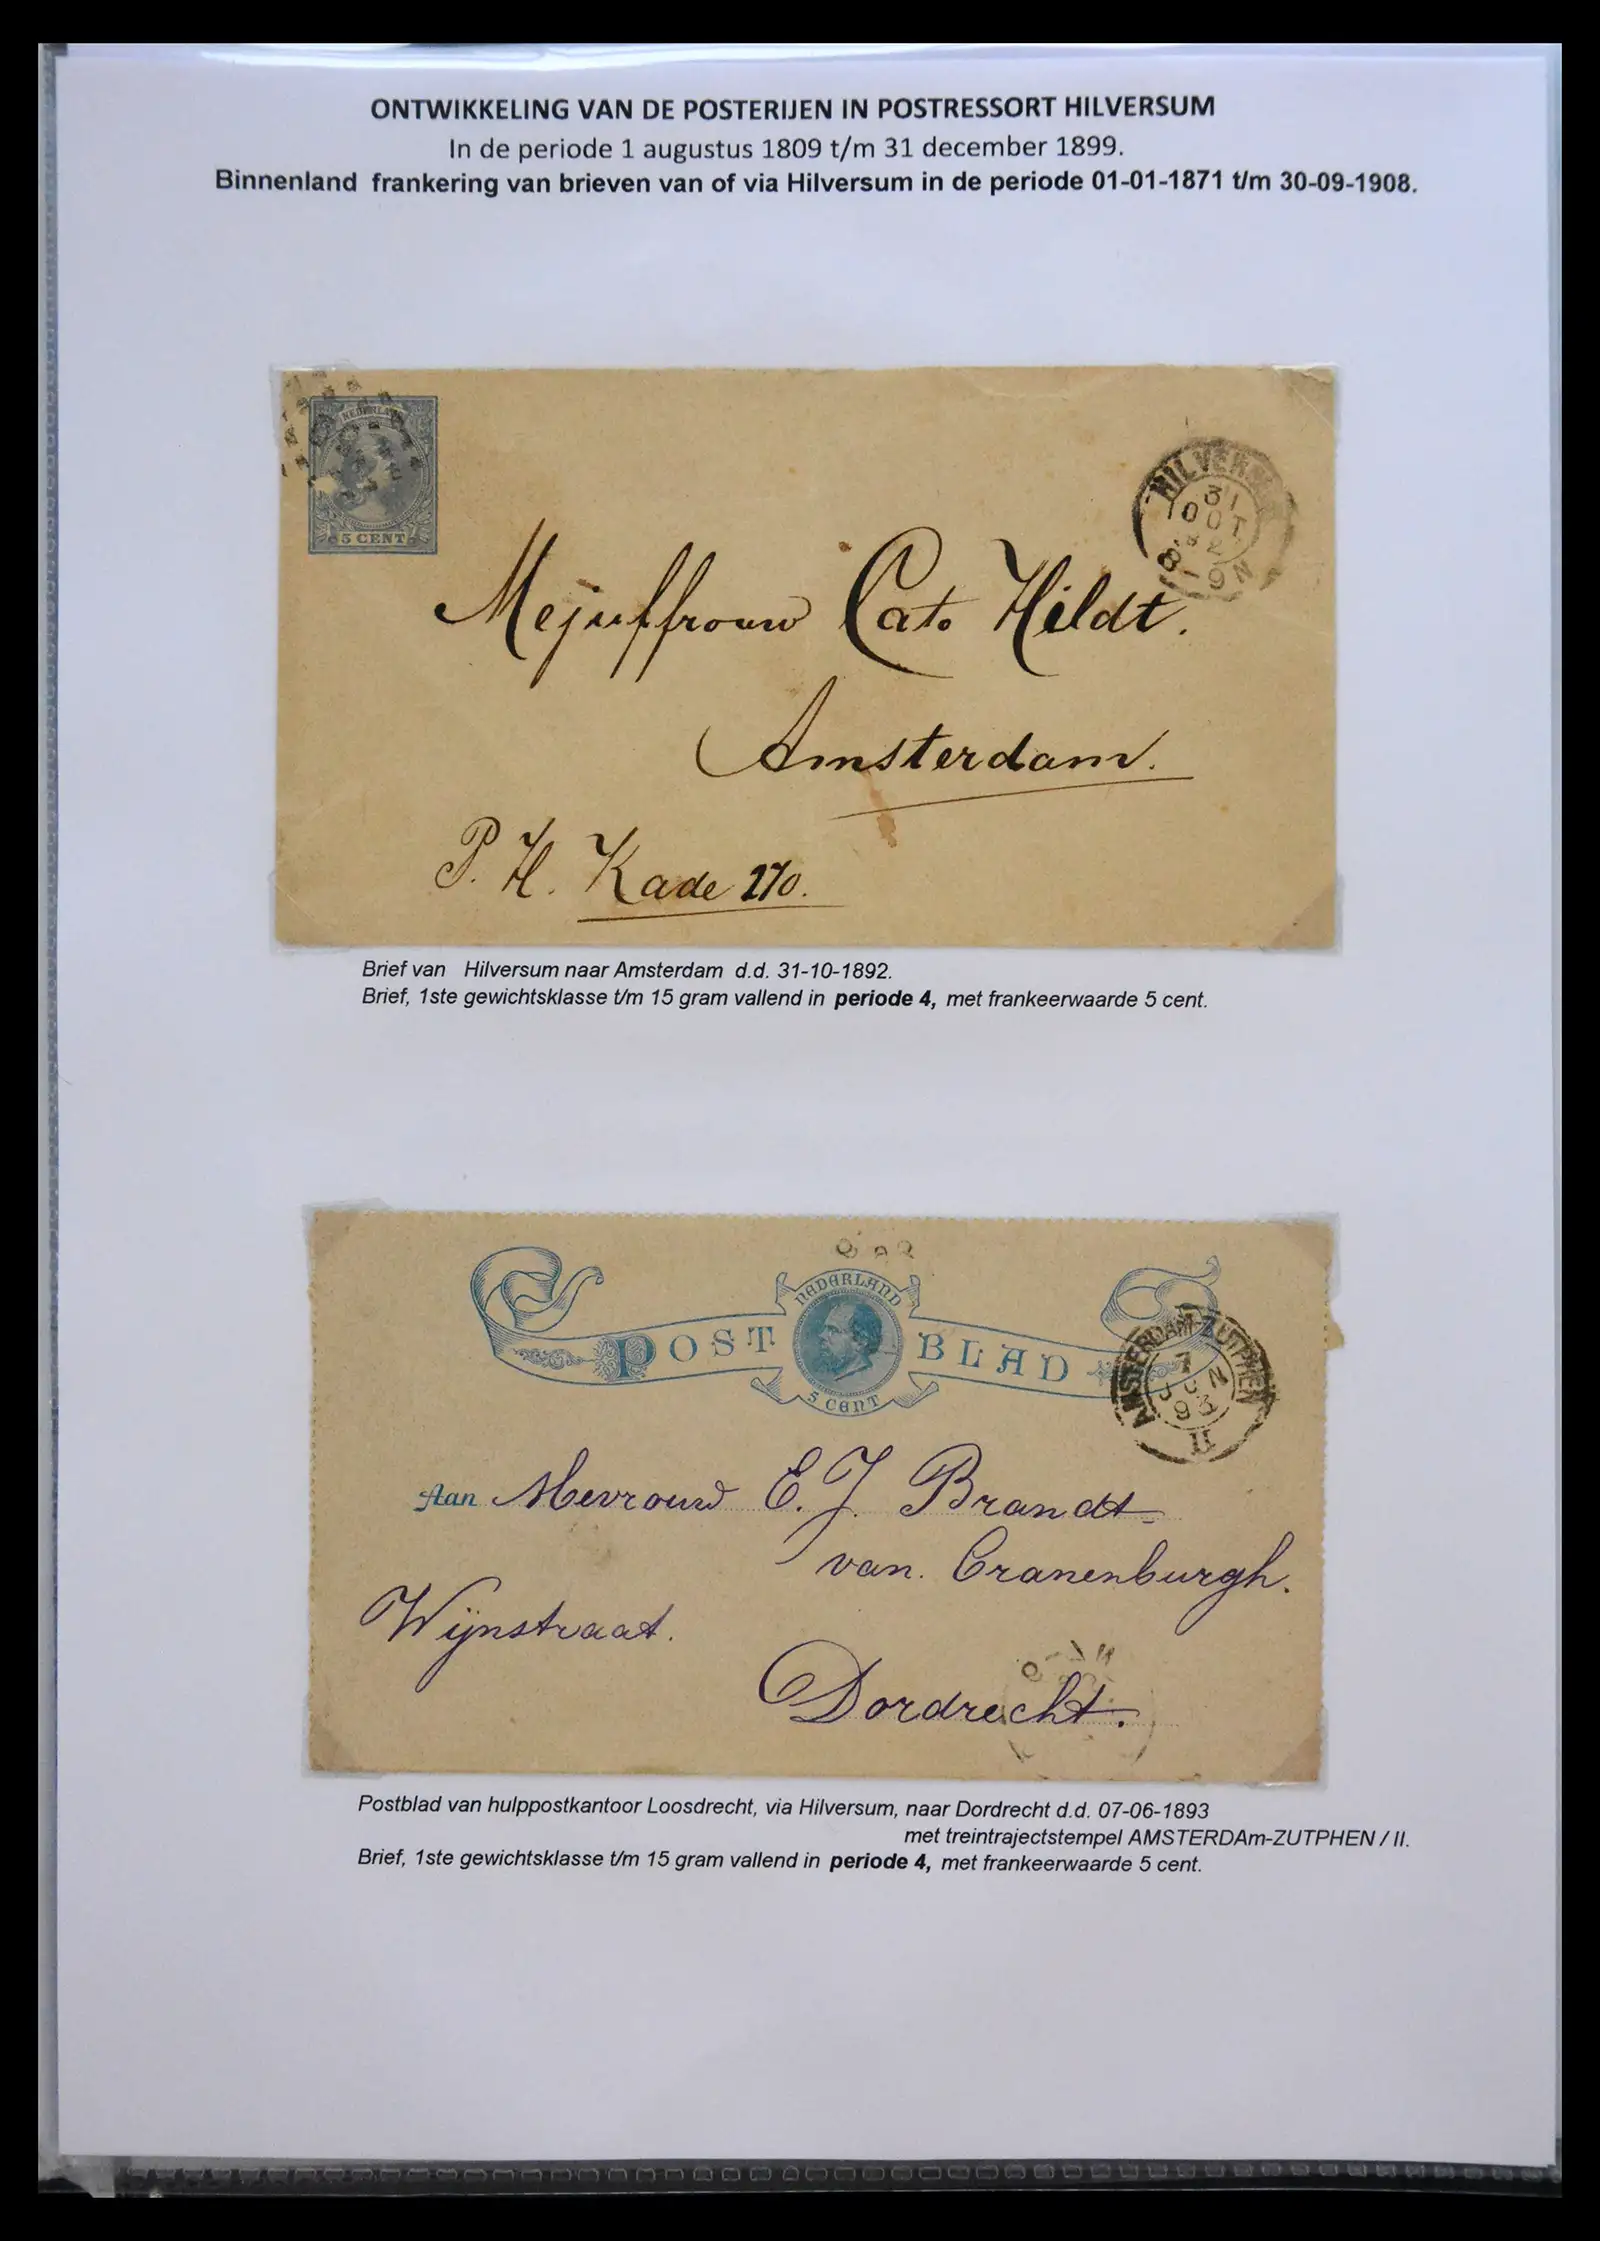 ONTWIKKELING VAN DE POSTERIJEN IN POSTRESSORT HILVERSUM
In de periode 1 augustus 1809 t/m 31 december 1899.
Binnenland frankering van brieven van of via Hilversum in de periode 01-01-1871 t/m 30-09-1908.
NEDERLAND
5 CENT
HILVERSUM
31
OCT
92
8-9N
Mejuffrouw Cato Hildt.
Amsterdam.
P. H. Kade 170.
Brief van Hilversum naar Amsterdam d.d. 31-10-1892.
Brief, 1ste gewichtsklasse t/m 15 gram vallend in periode 4, met frankeerwaarde 5 cent.
NEDERLAND
POSTBLAD
5 CENT
AMSTERDAM-ZUTPHEN
7
JUN
93
II
Aan Mevrouw E. J. Brandt-
van Cranenburgh.
Wijnstraat.
Dordrecht.
Postblad van hulppostkantoor Loosdrecht, via Hilversum, naar Dordrecht d.d. 07-06-1893
met treintrajectstempel AMSTERDAm-ZUTPHEN / II.
Brief, 1ste gewichtsklasse t/m 15 gram vallend in periode 4, met frankeerwaarde 5 cent.